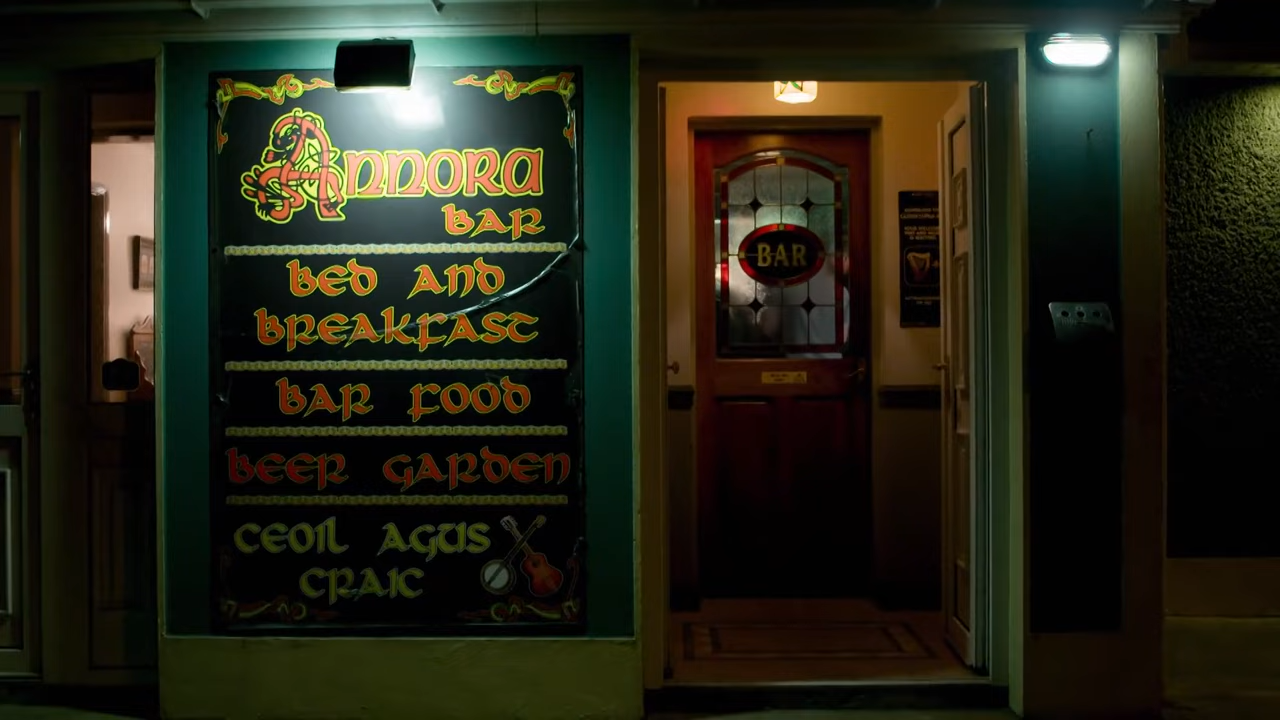 Annora
BAR
BED AND
BREAKFAST
BAR FOOD
BEER GARDEN
CEOIL AGUS
CRAIC
BAR